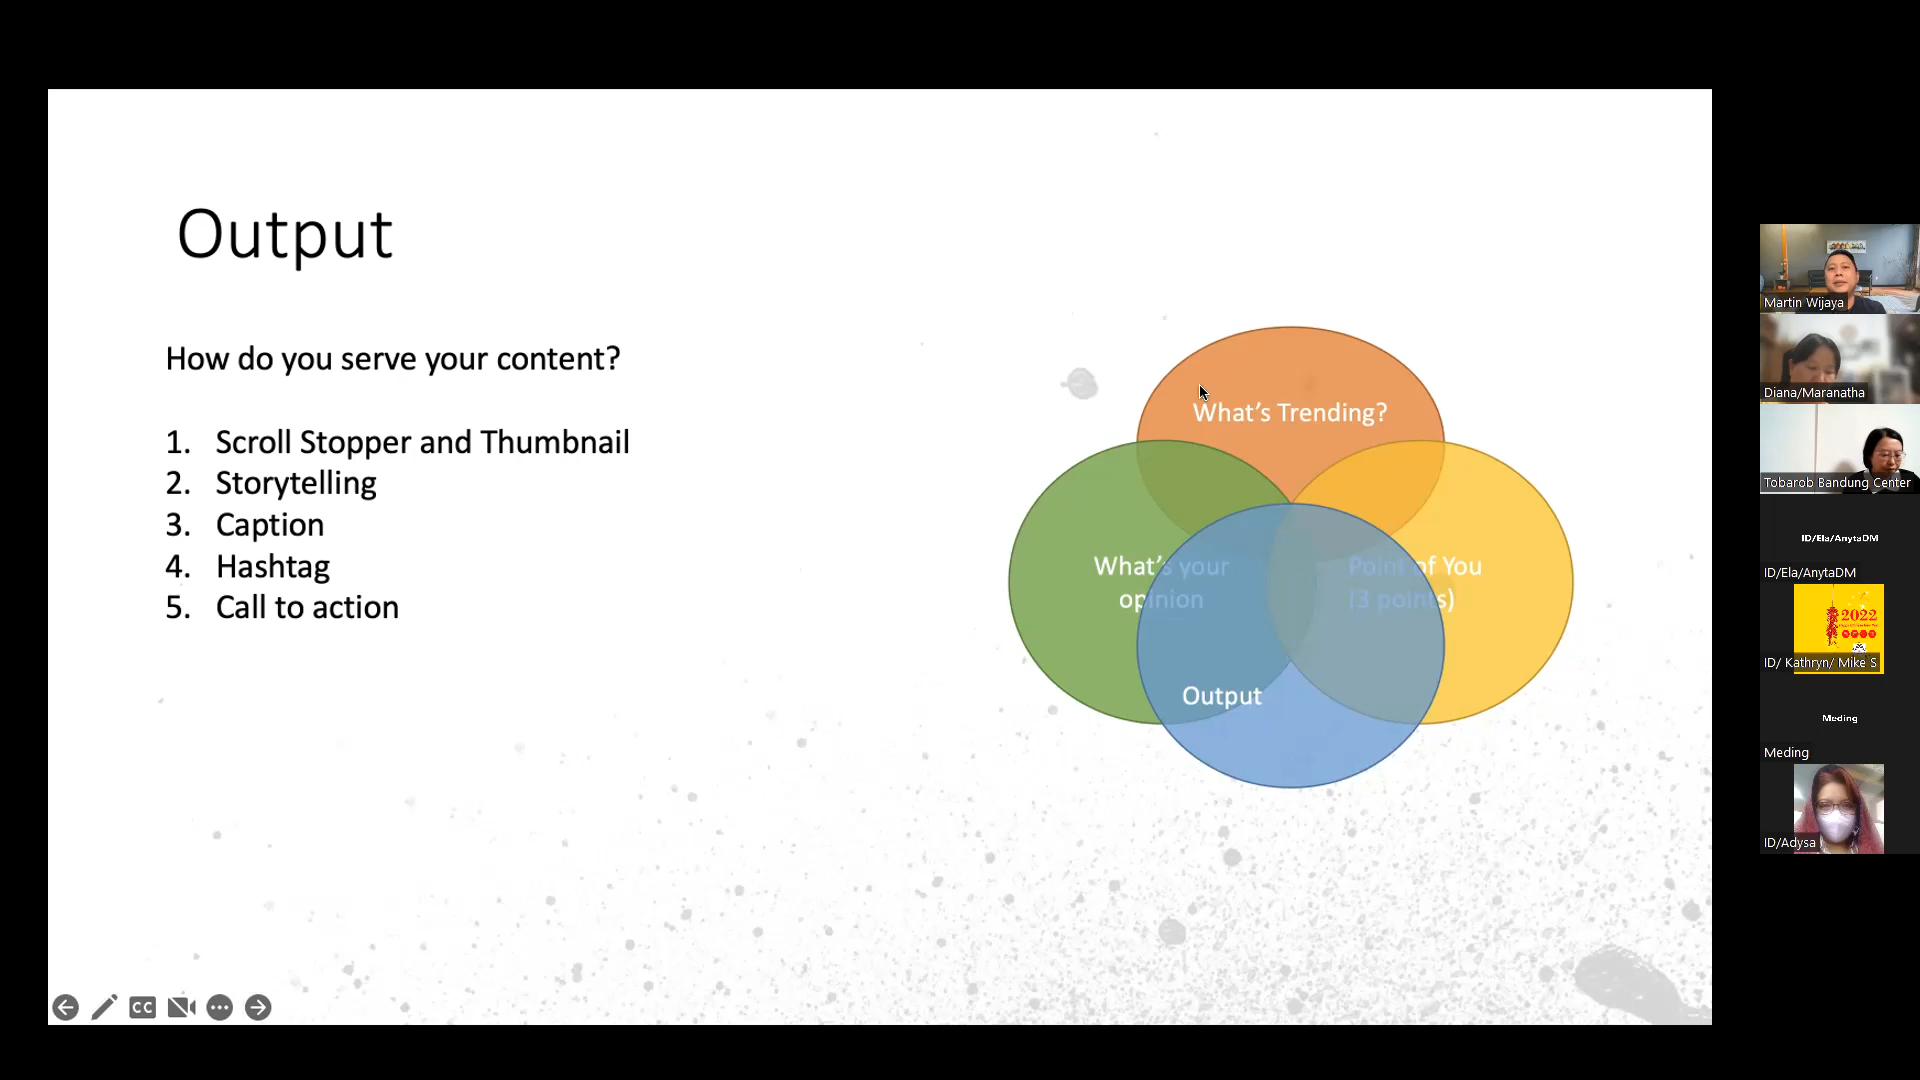 Output
How do you serve your content?
1. Scroll Stopper and Thumbnail
2. Storytelling
3. Caption
4. Hashtag
5. Call to action
What's Trending?
What's your
opinion
Point of You
(3 points)
Output
CC
Martin Wijaya
Diana/Maranatha
Tobarob Bandung Center
ID/Ela/AnytaDM
ID/Ela/AnytaDM
2022
ID/ Kathryn/ Mike S
Meding
Meding
ID/Adysa